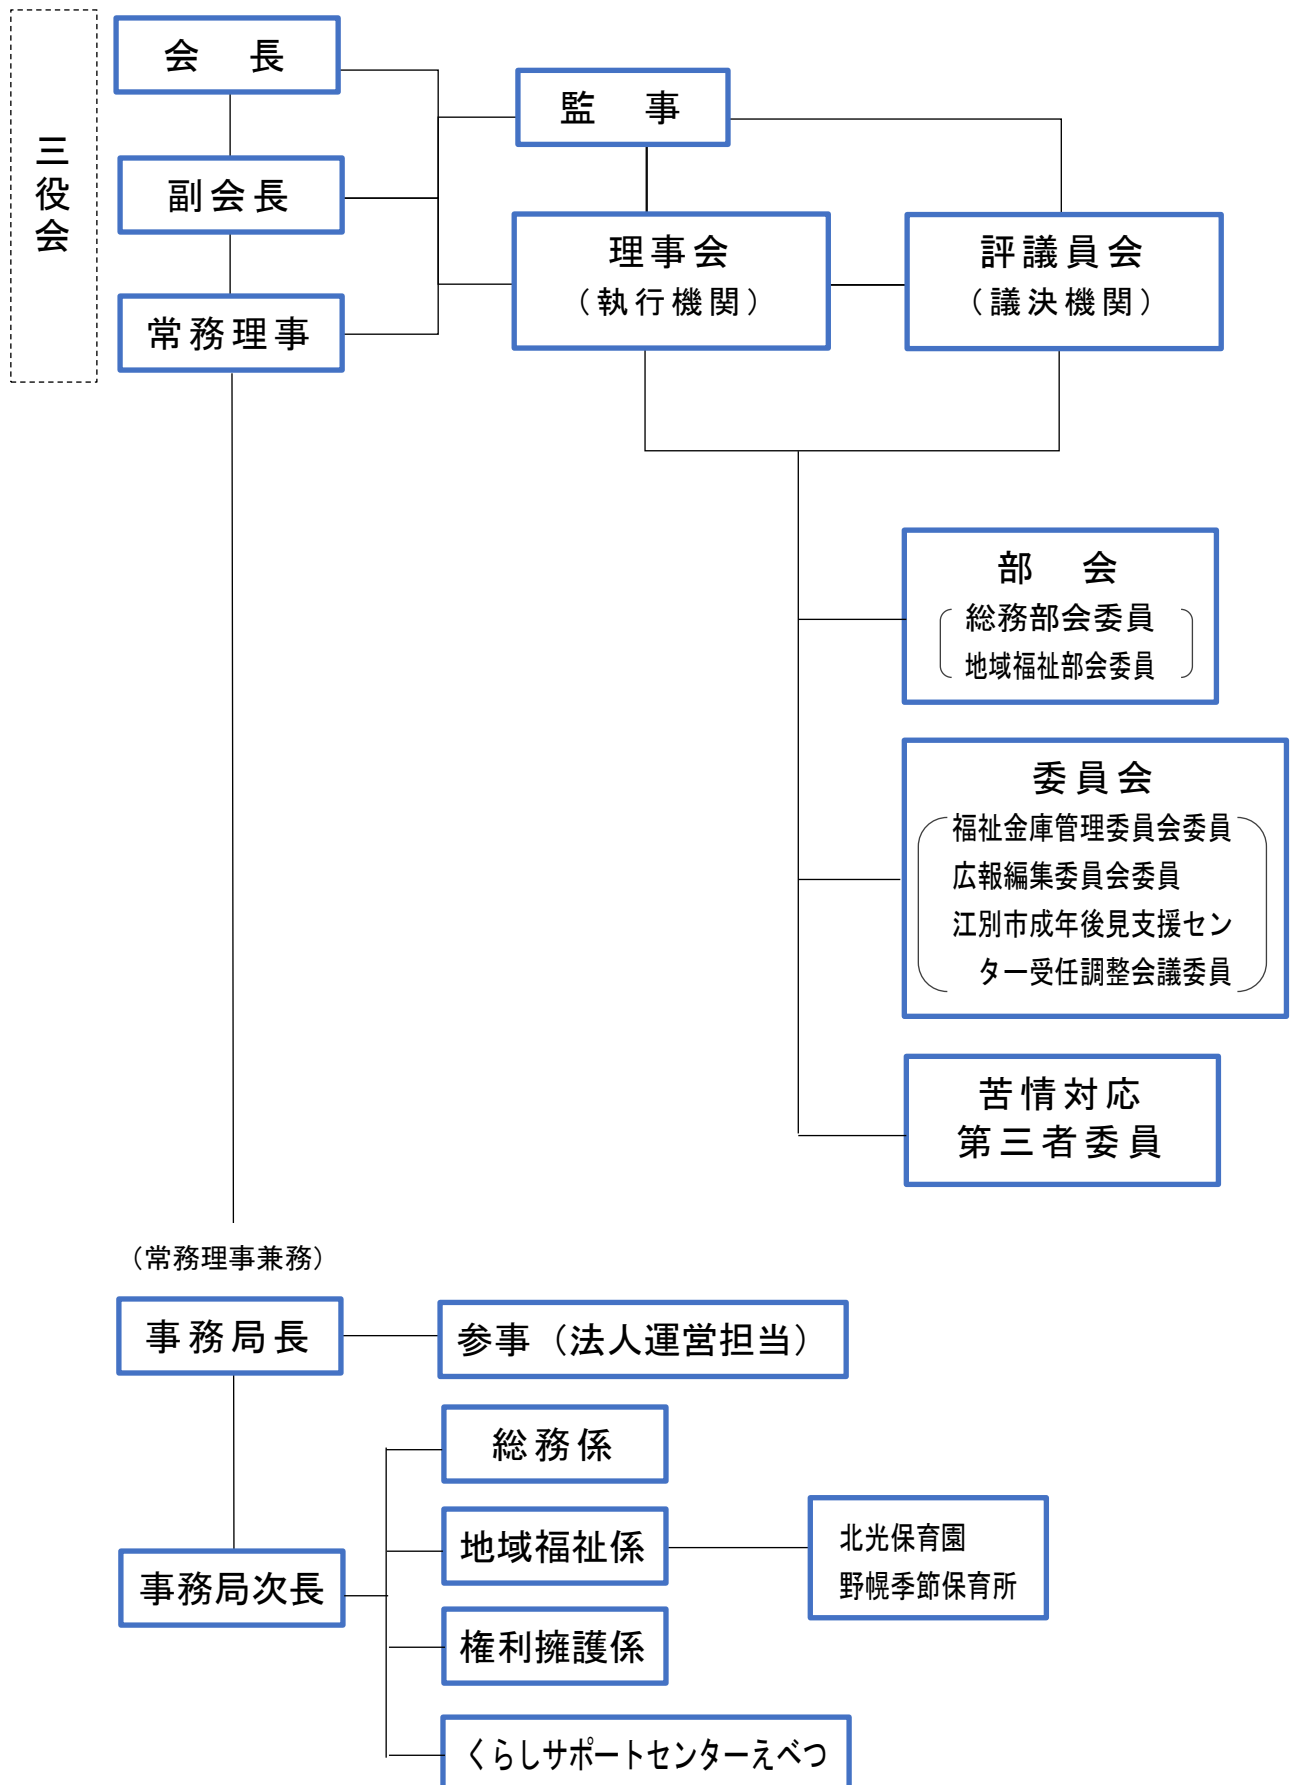 三役会
会　長
副会長
常務理事
監　事
理事会
（執行機関）
評議員会
（議決機関）
部　会
総務部会委員
地域福祉部会委員
委員会
福祉金庫管理委員会委員
広報編集委員会委員
江別市成年後見支援セン
ター受任調整会議委員
苦情対応
第三者委員
（常務理事兼務）
事務局長
参事（法人運営担当）
事務局次長
総務係
地域福祉係
北光保育園
野幌季節保育所
権利擁護係
くらしサポートセンターえべつ